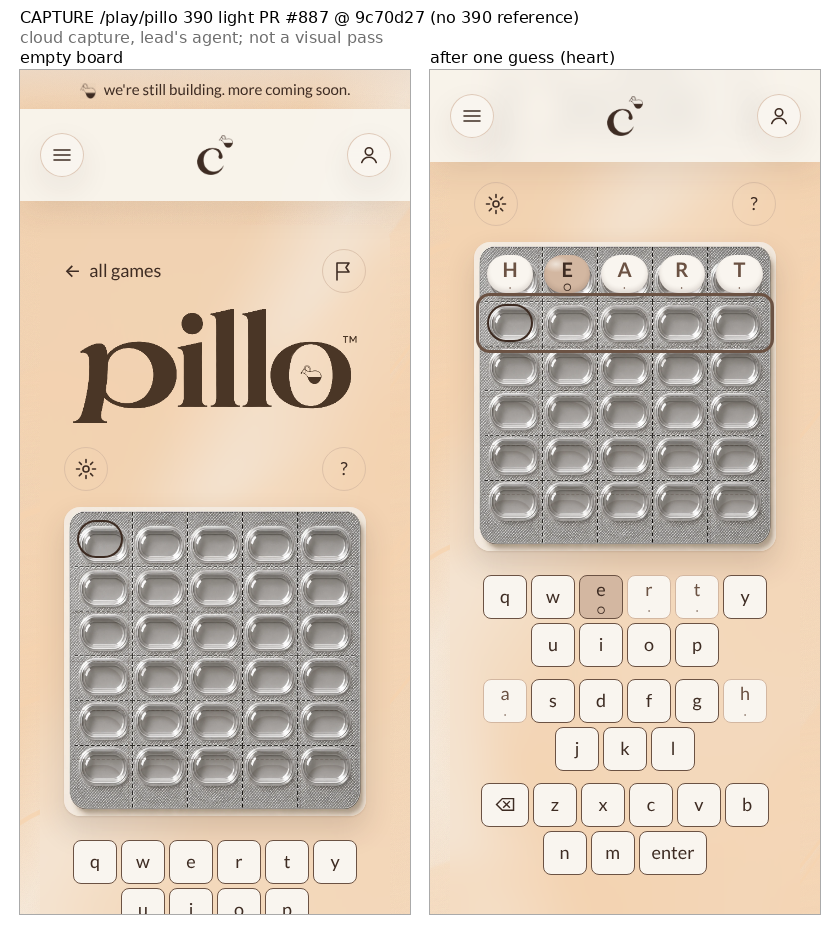 CAPTURE /play/pillo 390 light PR #887 @ 9c70d27 (no 390 reference)
cloud capture, lead's agent; not a visual pass
empty board
we're still building. more coming soon.
c
← all games
pillo™
?
q w e r t y
u i o p
after one guess (heart)
c
?
H E A R T
q w e r t y
u i o p
a s d f g h
j k l
z x c v b
n m enter